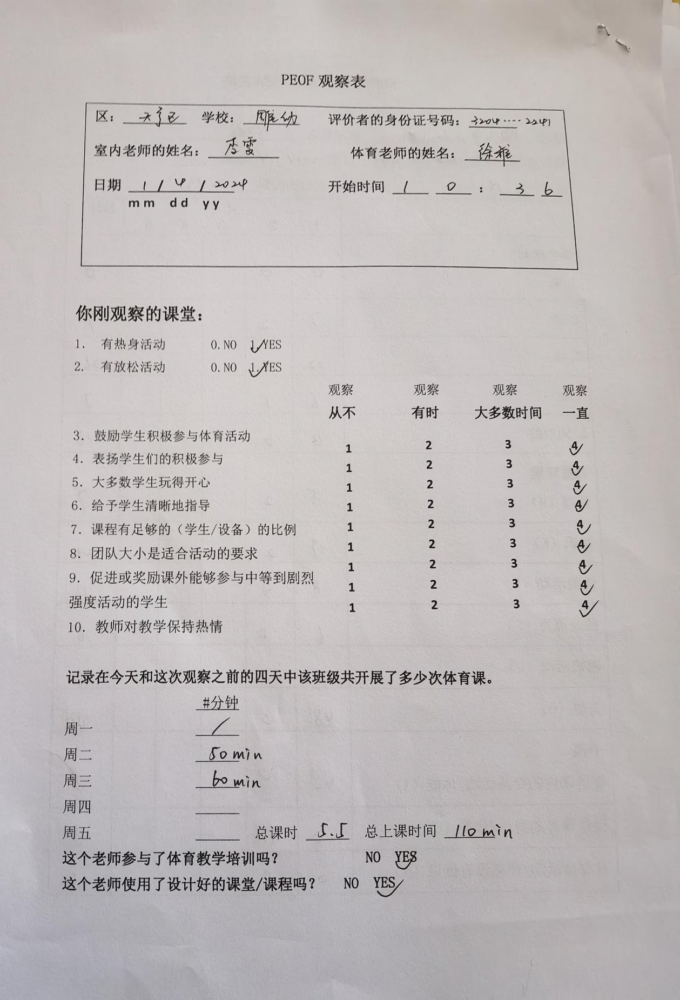 PEOF 观察表
区： 天宁区 学校： 雕幼 评价者的身份证号码： 3204····2241
室内老师的姓名： 李雯 体育老师的姓名： 徐雅
日期 1 / 4 / 2024 开始时间 1 0 : 3 6
mm dd yy
你刚观察的课堂：
1. 有热身活动 0.NO 1.YES
2. 有放松活动 0.NO 1.YES
观察 观察 观察 观察
从不 有时 大多数时间 一直
3. 鼓励学生积极参与体育活动 1 2 3 4
4. 表扬学生们的积极参与 1 2 3 4
5. 大多数学生玩得开心 1 2 3 4
6. 给予学生清晰地指导 1 2 3 4
7. 课程有足够的（学生/设备）的比例 1 2 3 4
8. 团队大小是适合活动的要求 1 2 3 4
9. 促进或奖励课外能够参与中等到剧烈 1 2 3 4
强度活动的学生 1 2 3 4
10. 教师对教学保持热情 1 2 3 4
记录在今天和这次观察之前的四天中该班级共开展了多少次体育课。
#分钟
周一 /
周二 50min
周三 60min
周四
周五 总课时 5.5 总上课时间 110min
这个老师参与了体育教学培训吗？ NO YES
这个老师使用了设计好的课堂/课程吗？ NO YES